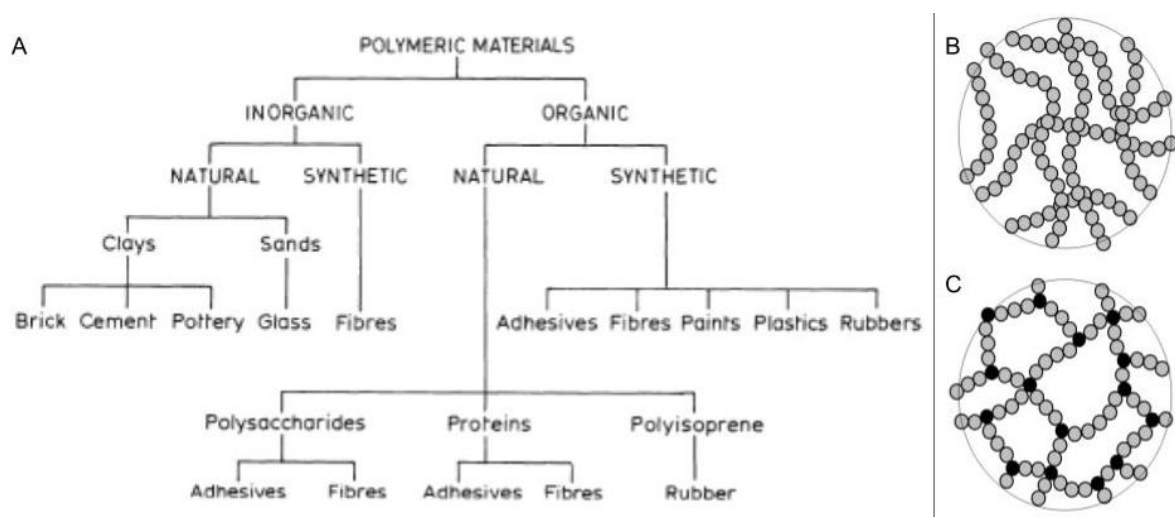 A
POLYMERIC MATERIALS
INORGANIC ORGANIC
NATURAL SYNTHETIC NATURAL SYNTHETIC
Clays Sands
Brick Cement Pottery Glass Fibres Adhesives Fibres Paints Plastics Rubbers
Polysaccharides Proteins Polyisoprene
Adhesives Fibres Adhesives Fibres Rubber
B
C